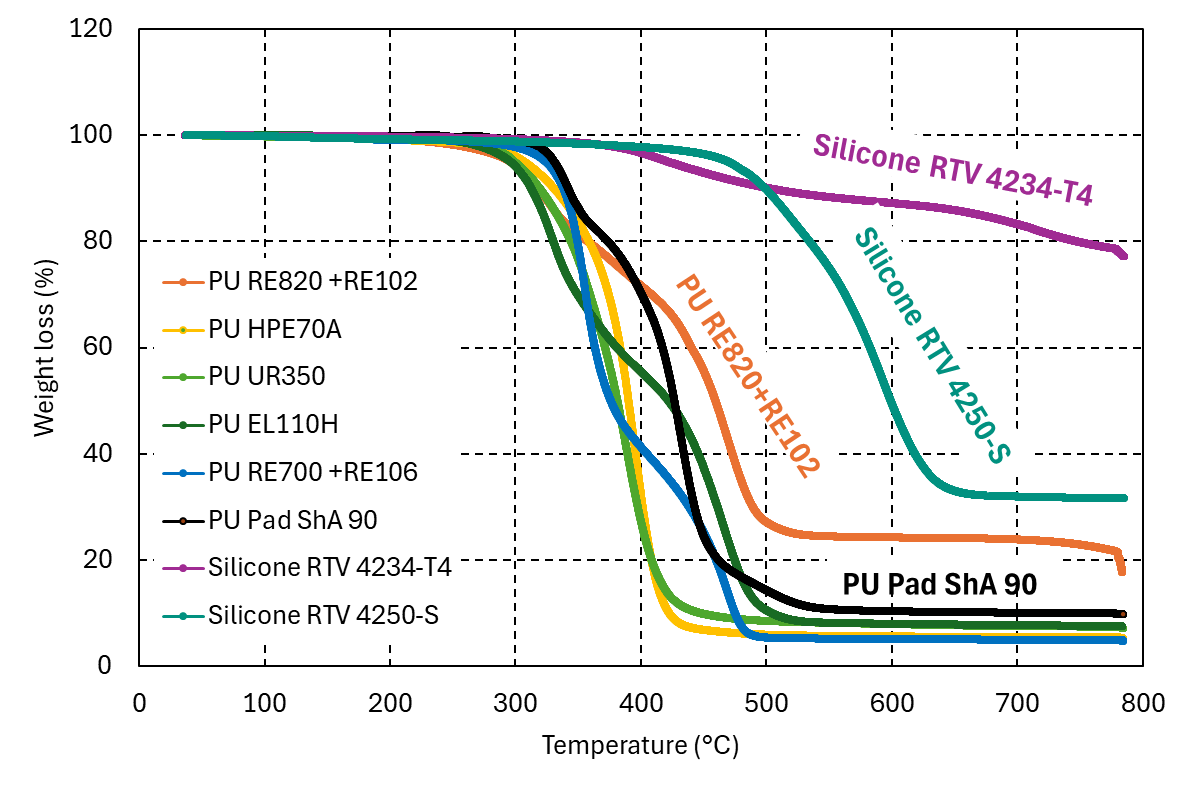 120
100
80
60
40
20
0
Weight loss (%)
Silicone RTV 4234-T4
Silicone RTV 4250-S
PU RE820+RE102
PU Pad ShA 90
PU RE820 +RE102
PU HPE70A
PU UR350
PU EL110H
PU RE700 +RE106
PU Pad ShA 90
Silicone RTV 4234-T4
Silicone RTV 4250-S
0 100 200 300 400 500 600 700 800
Temperature (°C)